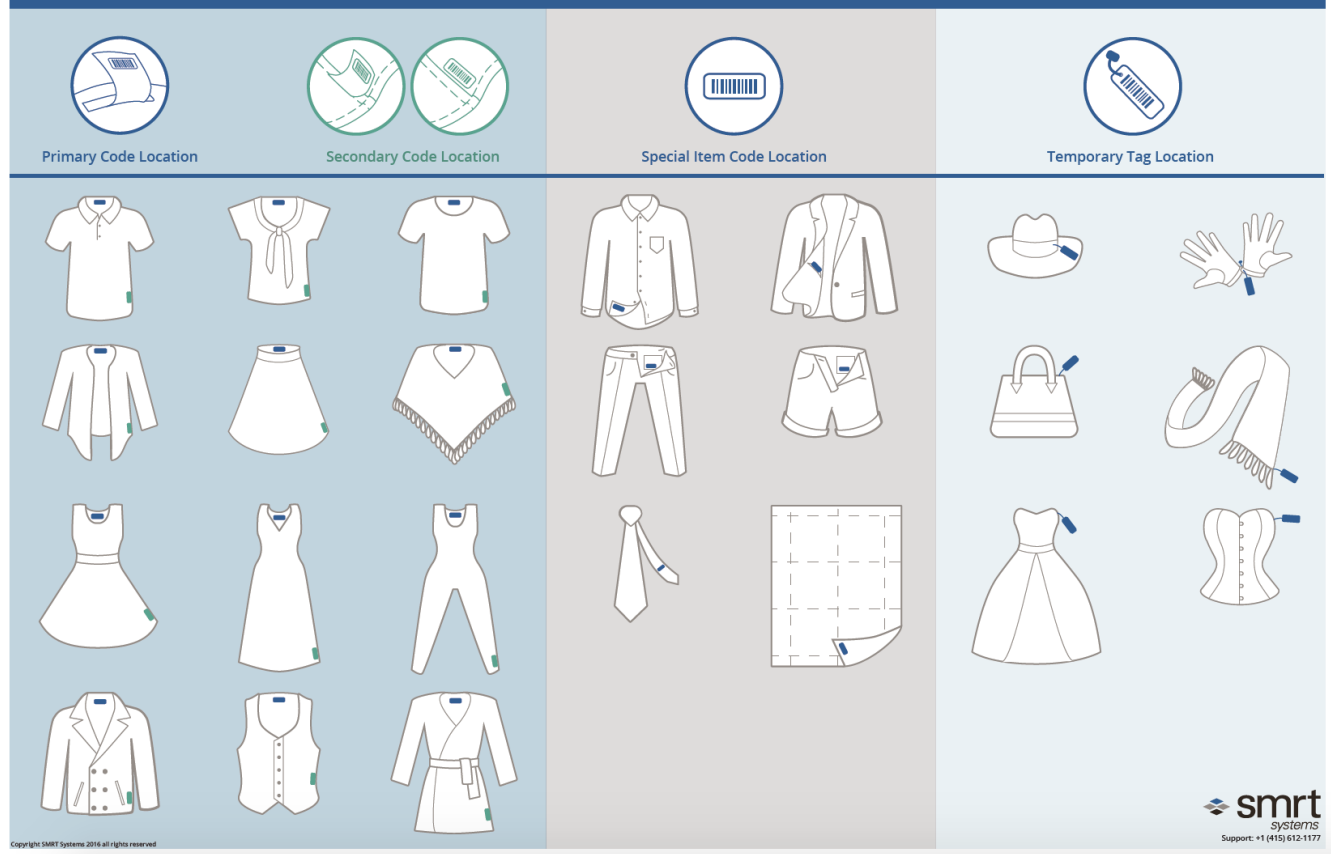 Primary Code Location
Secondary Code Location
Special Item Code Location
Temporary Tag Location
smrt
systems
Support: +1 (415) 612-1177
Copyright SMRT Systems 2016 all rights reserved